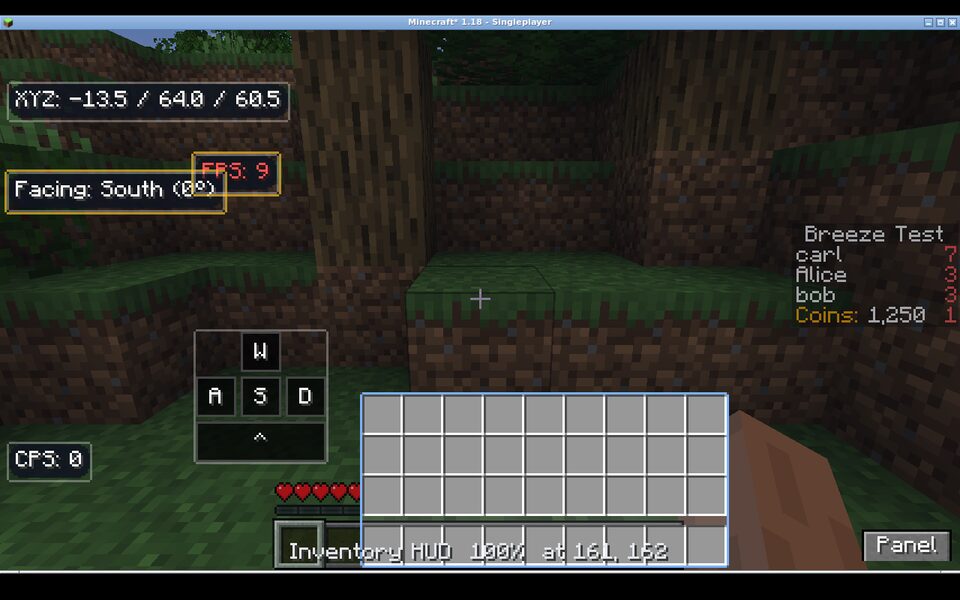 Minecraft* 1.18 - Singleplayer
XYZ: -13.5 / 64.0 / 60.5
FPS: 9
Facing: South (0°)
Breeze Test
carl 7
Alice 3
bob 3
Coins: 1,250 1
W
A S D
^
CPS: 0
Inventory HUD 100% at 161, 162
Panel